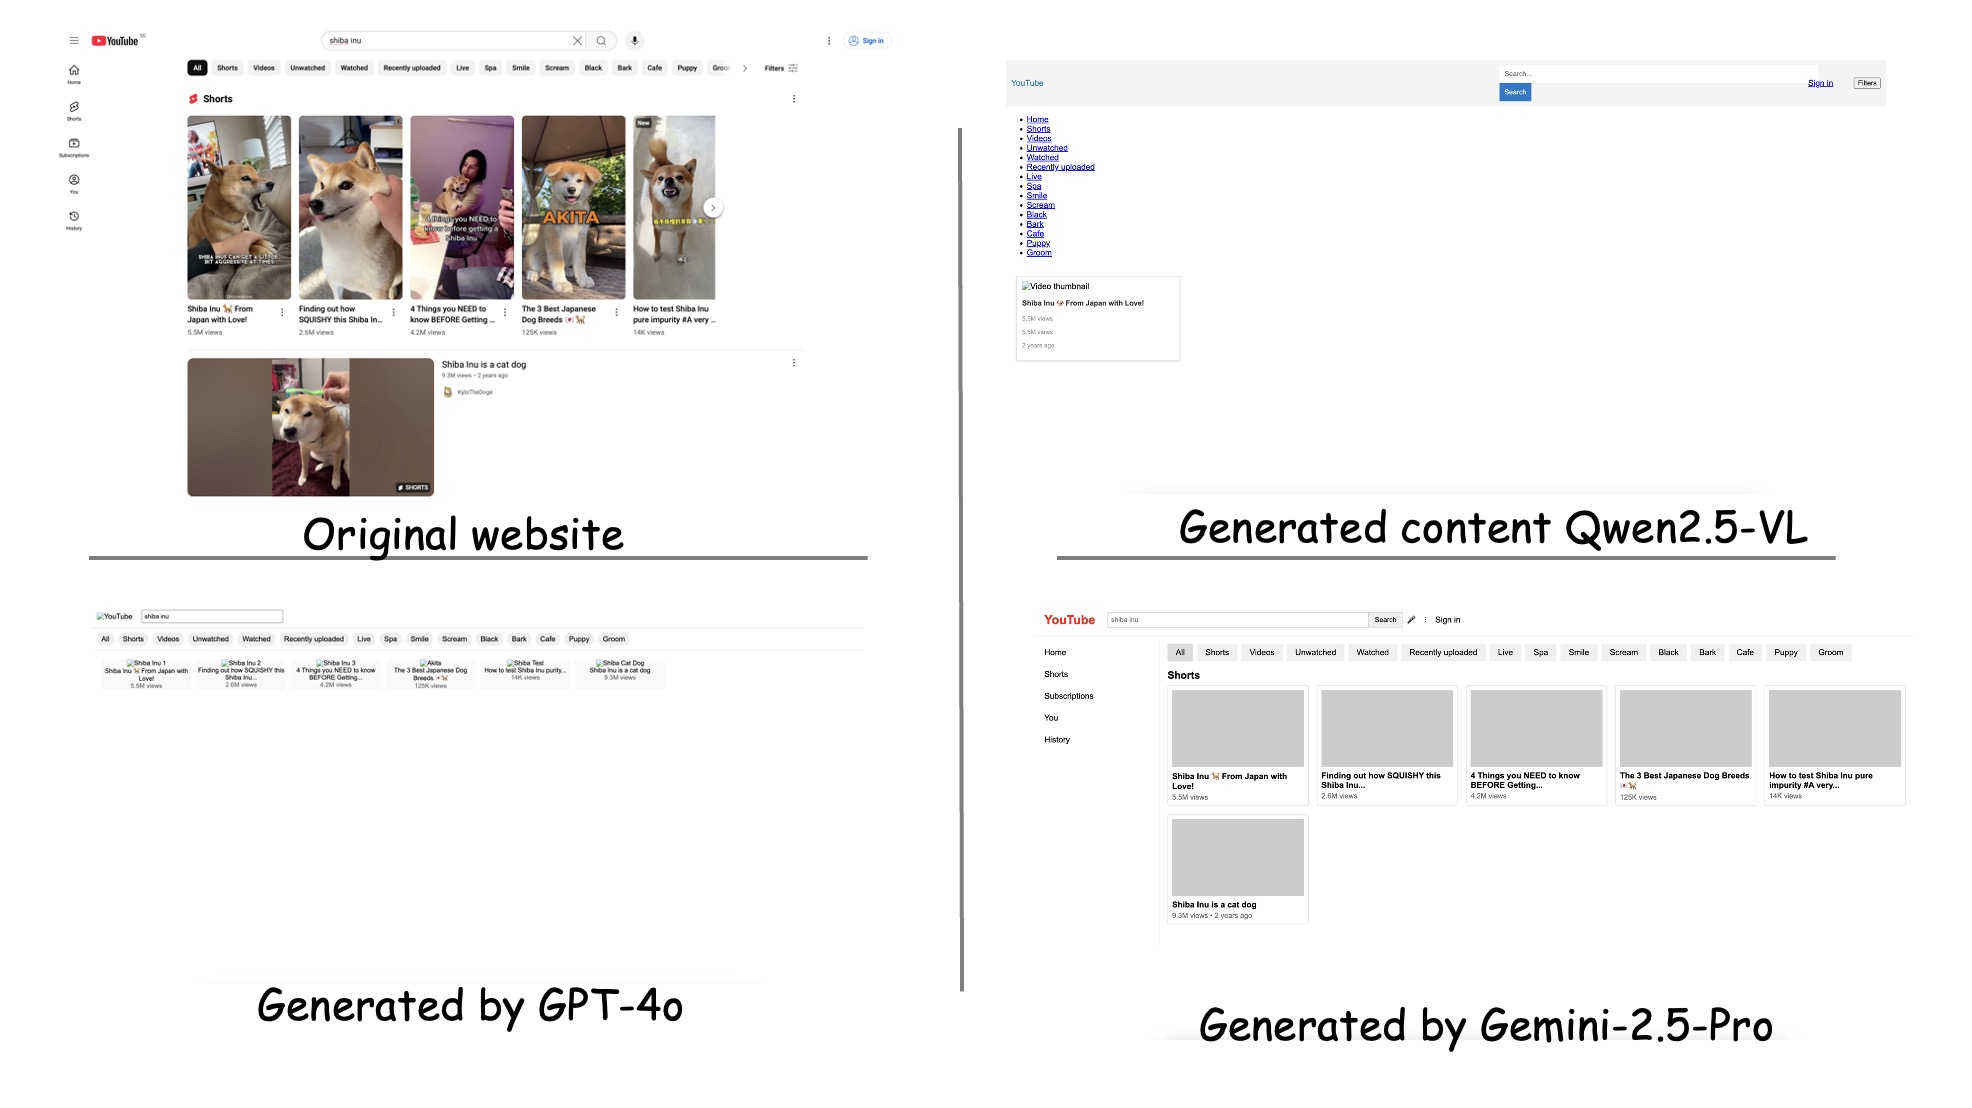 YouTube SG
shiba inu
Sign in
Home
Shorts
Subscriptions
You
History
All Shorts Videos Unwatched Watched Recently uploaded Live Spa Smile Scream Black Bark Cafe Puppy Groo
Filters
Shorts
SHIBA INUS CAN GET A LITTLE
BIT AGGRESSIVE AT TIMES
4 things you NEED to
know before getting a
Shiba Inu
AKITA
New
Shiba Inu 🐕 From
Japan with Love!
5.5M views
Finding out how
SQUISHY this Shiba In...
2.6M views
4 Things you NEED to
know BEFORE Getting ...
4.2M views
The 3 Best Japanese
Dog Breeds 🇯🇵🐕
125K views
How to test Shiba Inu
pure impurity #A very ...
14K views
SHORTS
Shiba Inu is a cat dog
9.3M views • 2 years ago
KyloTheDoge
Original website
YouTube
Search...
Search
Sign in
Filters
Home
Shorts
Videos
Unwatched
Watched
Recently uploaded
Live
Spa
Smile
Scream
Black
Bark
Cafe
Puppy
Groom
Video thumbnail
Shiba Inu 🐶 From Japan with Love!
5.5M views
5.5M views
2 years ago
Generated content Qwen2.5-VL
YouTube
shiba inu
All Shorts Videos Unwatched Watched Recently uploaded Live Spa Smile Scream Black Bark Cafe Puppy Groom
Shiba Inu 1
Shiba Inu 🐕 From Japan with
Love!
5.5M views
Shiba Inu 2
Finding out how SQUISHY this
Shiba Inu...
2.6M views
Shiba Inu 3
4 Things you NEED to know
BEFORE Getting...
4.2M views
Akita
The 3 Best Japanese Dog
Breeds 🇯🇵🐕
125K views
Shiba Test
How to test Shiba Inu purity...
14K views
Shiba Cat Dog
Shiba Inu is a cat dog
9.3M views
Generated by GPT-4o
YouTube
shiba inu
Search
Sign in
Home
Shorts
Subscriptions
You
History
All Shorts Videos Unwatched Watched Recently uploaded Live Spa Smile Scream Black Bark Cafe Puppy Groom
Shorts
Shiba Inu 🐕 From Japan with
Love!
5.5M views
Finding out how SQUISHY this
Shiba Inu...
2.6M views
4 Things you NEED to know
BEFORE Getting...
4.2M views
The 3 Best Japanese Dog Breeds
🇯🇵🐕
125K views
How to test Shiba Inu pure
impurity #A very...
14K views
Shiba Inu is a cat dog
9.3M views • 2 years ago
Generated by Gemini-2.5-Pro